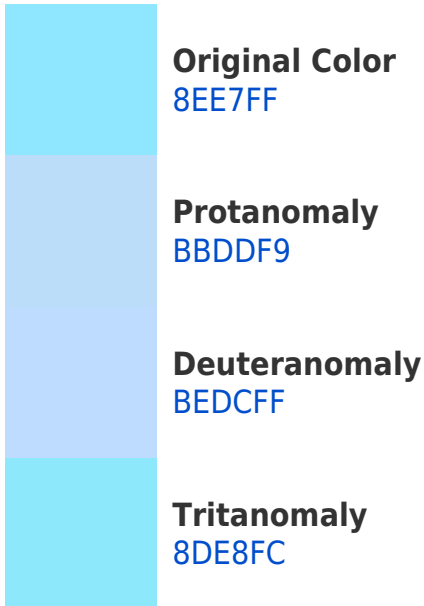 Original Color
8EE7FF
Protanomaly
BBDDF9
Deuteranomaly
BEDCFF
Tritanomaly
8DE8FC